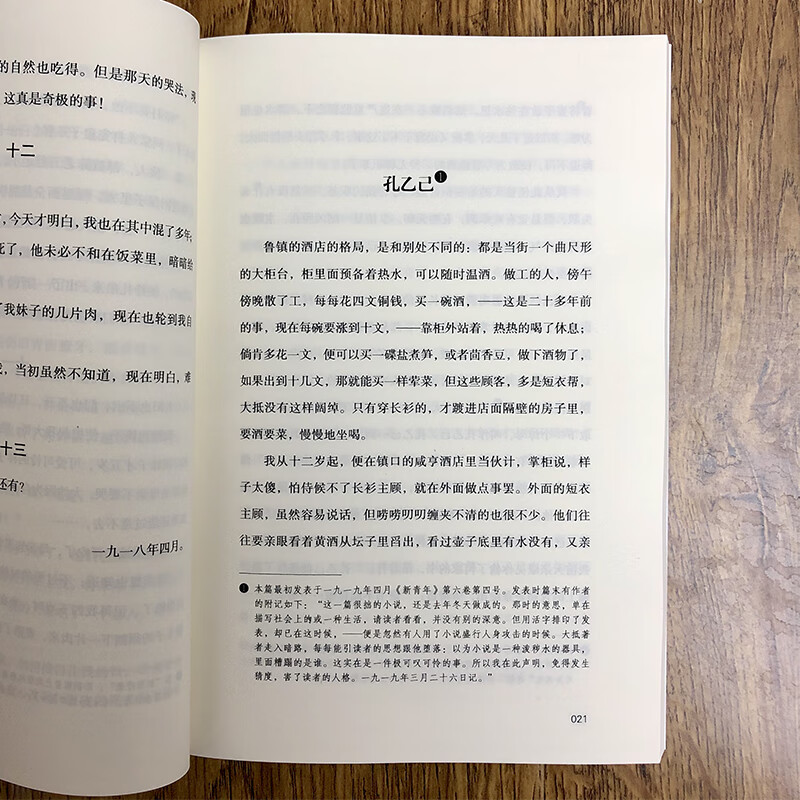 的自然也吃得。但是那天的哭法，现
这真是奇极的事！
十二
，今天才明白，我也在其中混了多年；
死了，他未必不和在饭菜里，暗暗给
了我妹子的几片肉，现在也轮到我自
，当初虽然不知道，现在明白，难
十三
还有？
一九一八年四月。
孔乙己❶
鲁镇的酒店的格局，是和别处不同的：都是当街一个曲尺形
的大柜台，柜里面预备着热水，可以随时温酒。做工的人，傍午
傍晚散了工，每每花四文铜钱，买一碗酒，——这是二十多年前
的事，现在每碗要涨到十文，——靠柜外站着，热热的喝了休息；
倘肯多花一文，便可以买一碟盐煮笋，或者茴香豆，做下酒物了，
如果出到十几文，那就能买一样荤菜，但这些顾客，多是短衣帮，
大抵没有这样阔绰。只有穿长衫的，才踱进店面隔壁的房子里，
要酒要菜，慢慢地坐喝。
我从十二岁起，便在镇口的咸亨酒店里当伙计，掌柜说，样
子太傻，怕侍候不了长衫主顾，就在外面做点事罢。外面的短衣
主顾，虽然容易说话，但唠唠叨叨缠夹不清的也很不少。他们往
往要亲眼看着黄酒从坛子里舀出，看过壶子底里有水没有，又亲
❶ 本篇最初发表于一九一九年四月《新青年》第六卷第四号。发表时篇末有作者
的附记如下：“这一篇很拙的小说，还是去年冬天做成的。那时的意思，单在
描写社会上的或一种生活，请读者看看，并没有别的深意。但用活字排印了发
表，却已在这时候，——便是忽然有人用了小说盛行人身攻击的时候。大抵著
者走入暗路，每每能引读者的思想跟他堕落：以为小说是一种泼秽水的器具，
里面糟蹋的是谁。这实在是一件极可叹可怜的事。所以我在此声明，免得发生
猜度，害了读者的人格。一九一九年三月二十六日记。”
021